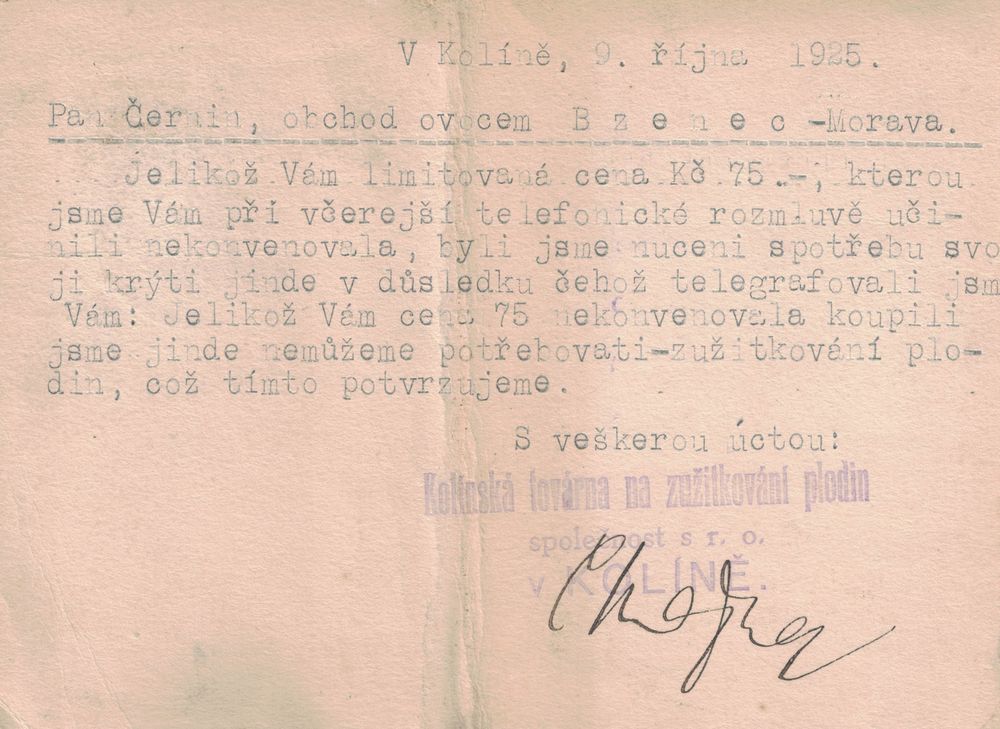 V Kolíně, 9. října 1925.
Pan Černin, obchod ovocem B z e n e c -Morava.
Jelikož Vám limitovaná cena Kč 75.-, kterou
jsme Vám při včerejší telefonické rozmluvě uči-
nili nekonvenovala, byli jsme nuceni spotřebu svo
ji krýti jinde v důsledku čehož telegrafovali jsm
Vám: Jelikož Vám cena 75 nekonvenovala koupili
jsme jinde nemůžeme potřebovati-zužitkování plo-
din, což tímto potvrzujeme.
S veškerou úctou:
Kolínská továrna na zužitkování plodin
společnost s r. o.
v KOLÍNĚ.